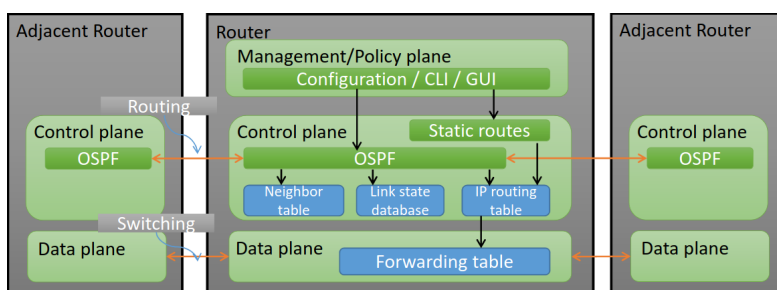 Adjacent Router
Router
Adjacent Router
Management/Policy plane
Configuration / CLI / GUI
Routing
Control plane
Control plane
Static routes
Control plane
OSPF
OSPF
OSPF
Neighbor
table
Link state
database
IP routing
table
Switching
Data plane
Data plane
Data plane
Forwarding table